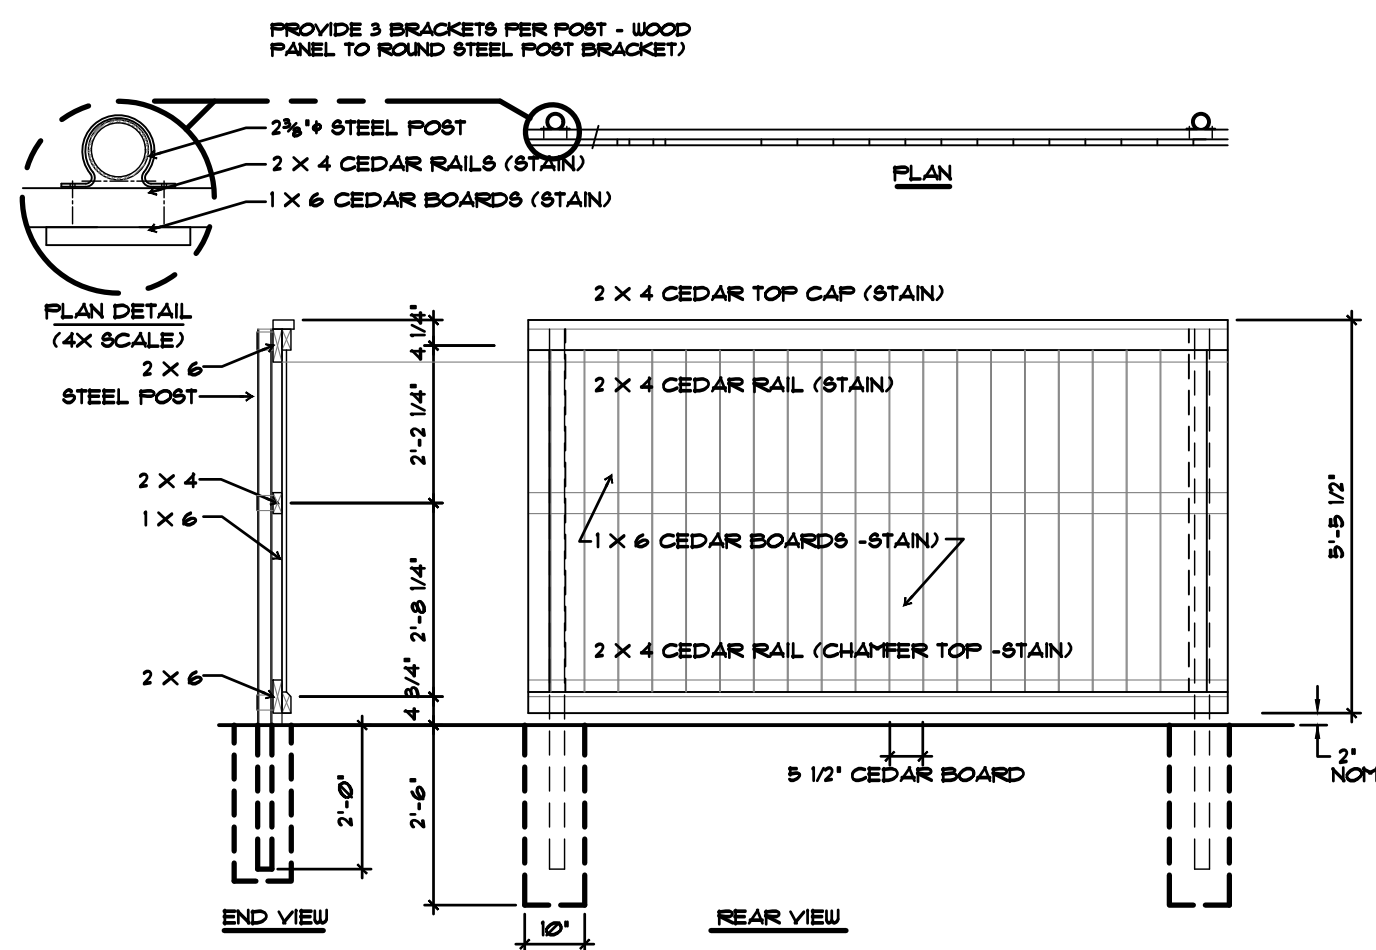 PROVIDE 3 BRACKETS PER POST - WOOD
PANEL TO ROUND STEEL POST BRACKET)
2⅜"φ STEEL POST
2 X 4 CEDAR RAILS (STAIN)
1 X 6 CEDAR BOARDS (STAIN)
PLAN
PLAN DETAIL
(4X SCALE)
2 X 4 CEDAR TOP CAP (STAIN)
4 1/4"
2 X 6
STEEL POST
2 X 4 CEDAR RAIL (STAIN)
2'-2 1/4"
2 X 4
1 X 6
1 X 6 CEDAR BOARDS -STAIN)
5'-5 1/2"
2'-8 1/4"
2 X 4 CEDAR RAIL (CHAMFER TOP -STAIN)
2 X 6
4 3/4"
5 1/2" CEDAR BOARD
2"
NOM
2'-0"
2'-6"
END VIEW
10"
REAR VIEW